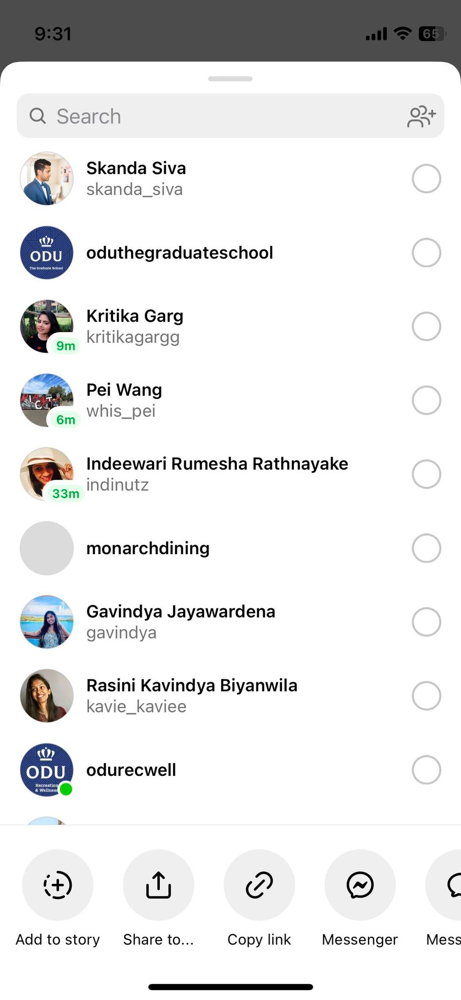 9:31
65
Search
Skanda Siva
skanda_siva
ODU
The Graduate School
oduthegraduateschool
Kritika Garg
kritikagargg
9m
Pei Wang
whis_pei
6m
Indeewari Rumesha Rathnayake
indinutz
33m
monarchdining
Gavindya Jayawardena
gavindya
Rasini Kavindya Biyanwila
kavie_kaviee
ODU
Recreation
& Wellness
odurecwell
Add to story
Share to...
Copy link
Messenger
Mess